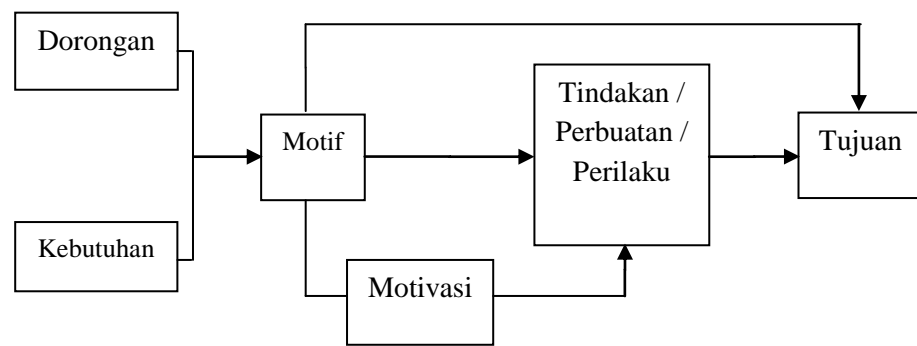 Dorongan
Kebutuhan
Motif
Motivasi
Tindakan /
Perbuatan /
Perilaku
Tujuan